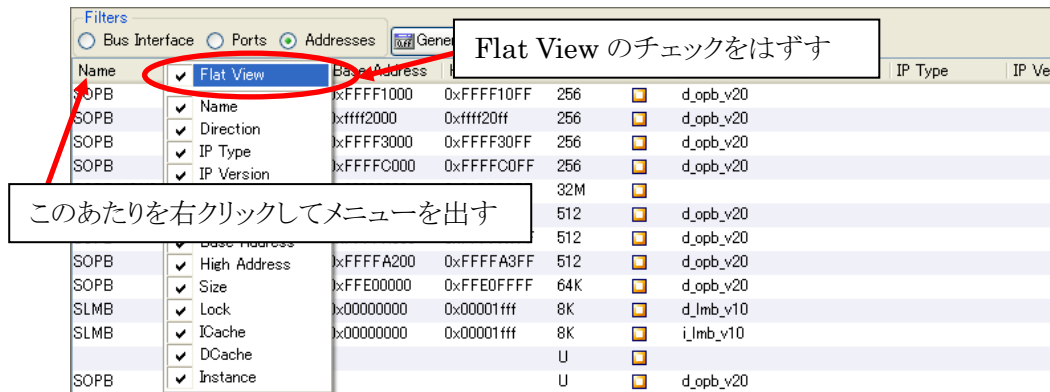 Filters
Bus Interface Ports Addresses Gene
Flat View のチェックをはずす
Name Flat View Base Address H IP Type IP Ve
SOPB 0xFFFF1000 0xFFFF10FF 256 d_opb_v20
Name
SOPB 0xffff2000 0xffff20ff 256 d_opb_v20
Direction
SOPB 0xFFFF3000 0xFFFF30FF 256 d_opb_v20
IP Type
SOPB 0xFFFFC000 0xFFFFC0FF 256 d_opb_v20
IP Version
32M
このあたりを右クリックしてメニューを出す
512 d_opb_v20
Base Address 512 d_opb_v20
SOPB High Address 0xFFFFA200 0xFFFFA3FF 512 d_opb_v20
SOPB Size 0xFFE00000 0xFFE0FFFF 64K d_opb_v20
SLMB Lock 0x00000000 0x00001fff 8K d_lmb_v10
SLMB ICache 0x00000000 0x00001fff 8K i_lmb_v10
DCache U
SOPB Instance U d_opb_v20